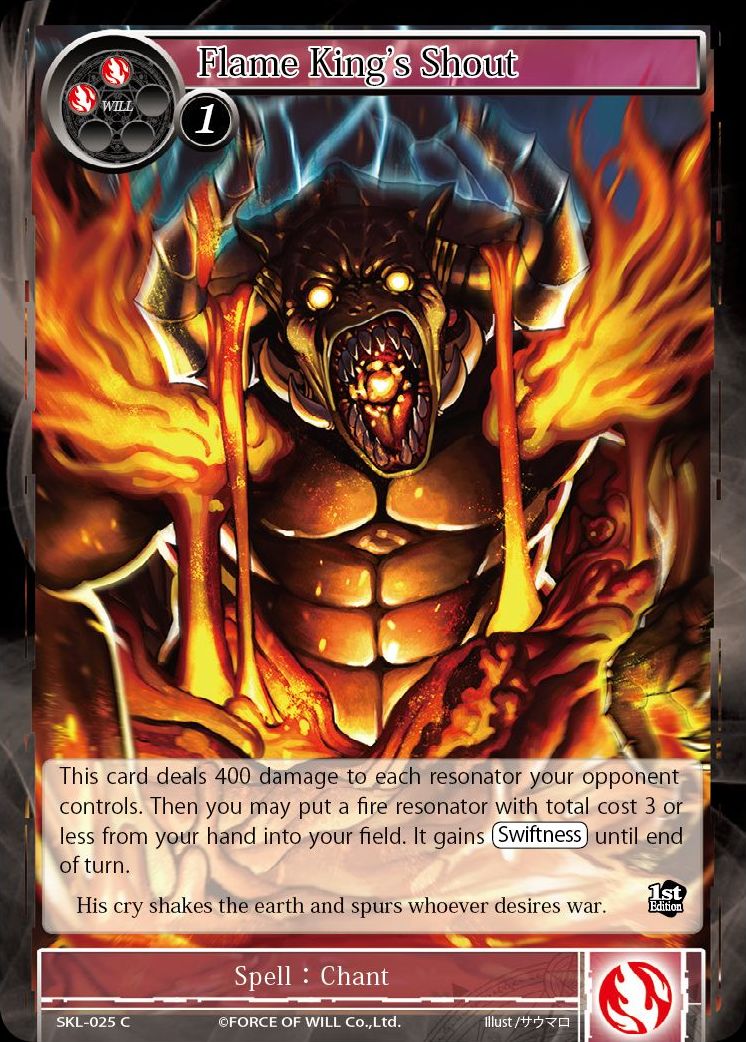 Flame King's Shout
WILL
1
This card deals 400 damage to each resonator your opponent
controls. Then you may put a fire resonator with total cost 3 or
less from your hand into your field. It gains Swiftness until end
of turn.
His cry shakes the earth and spurs whoever desires war.
1st
Edition
Spell : Chant
SKL-025 C ©FORCE OF WILL Co.,Ltd. Illust /サウマロ